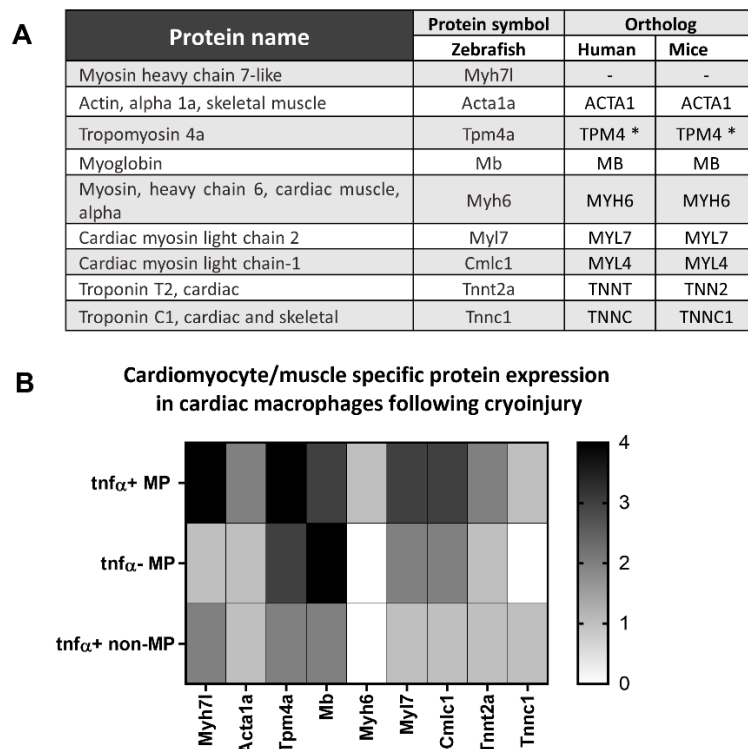 A
Protein name
Protein symbol
Ortholog
Zebrafish
Human
Mice
Myosin heavy chain 7-like
Myh7l
-
-
Actin, alpha 1a, skeletal muscle
Acta1a
ACTA1
ACTA1
Tropomyosin 4a
Tpm4a
TPM4 *
TPM4 *
Myoglobin
Mb
MB
MB
Myosin, heavy chain 6, cardiac muscle,
alpha
Myh6
MYH6
MYH6
Cardiac myosin light chain 2
Myl7
MYL7
MYL7
Cardiac myosin light chain-1
Cmlc1
MYL4
MYL4
Troponin T2, cardiac
Tnnt2a
TNNT
TNN2
Troponin C1, cardiac and skeletal
Tnnc1
TNNC
TNNC1
B
Cardiomyocyte/muscle specific protein expression
in cardiac macrophages following cryoinjury
tnfα+ MP
tnfα- MP
tnfα+ non-MP
4
3
2
1
0
Myh7l
Acta1a
Tpm4a
Mb
Myh6
Myl7
Cmlc1
Tnnt2a
Tnnc1